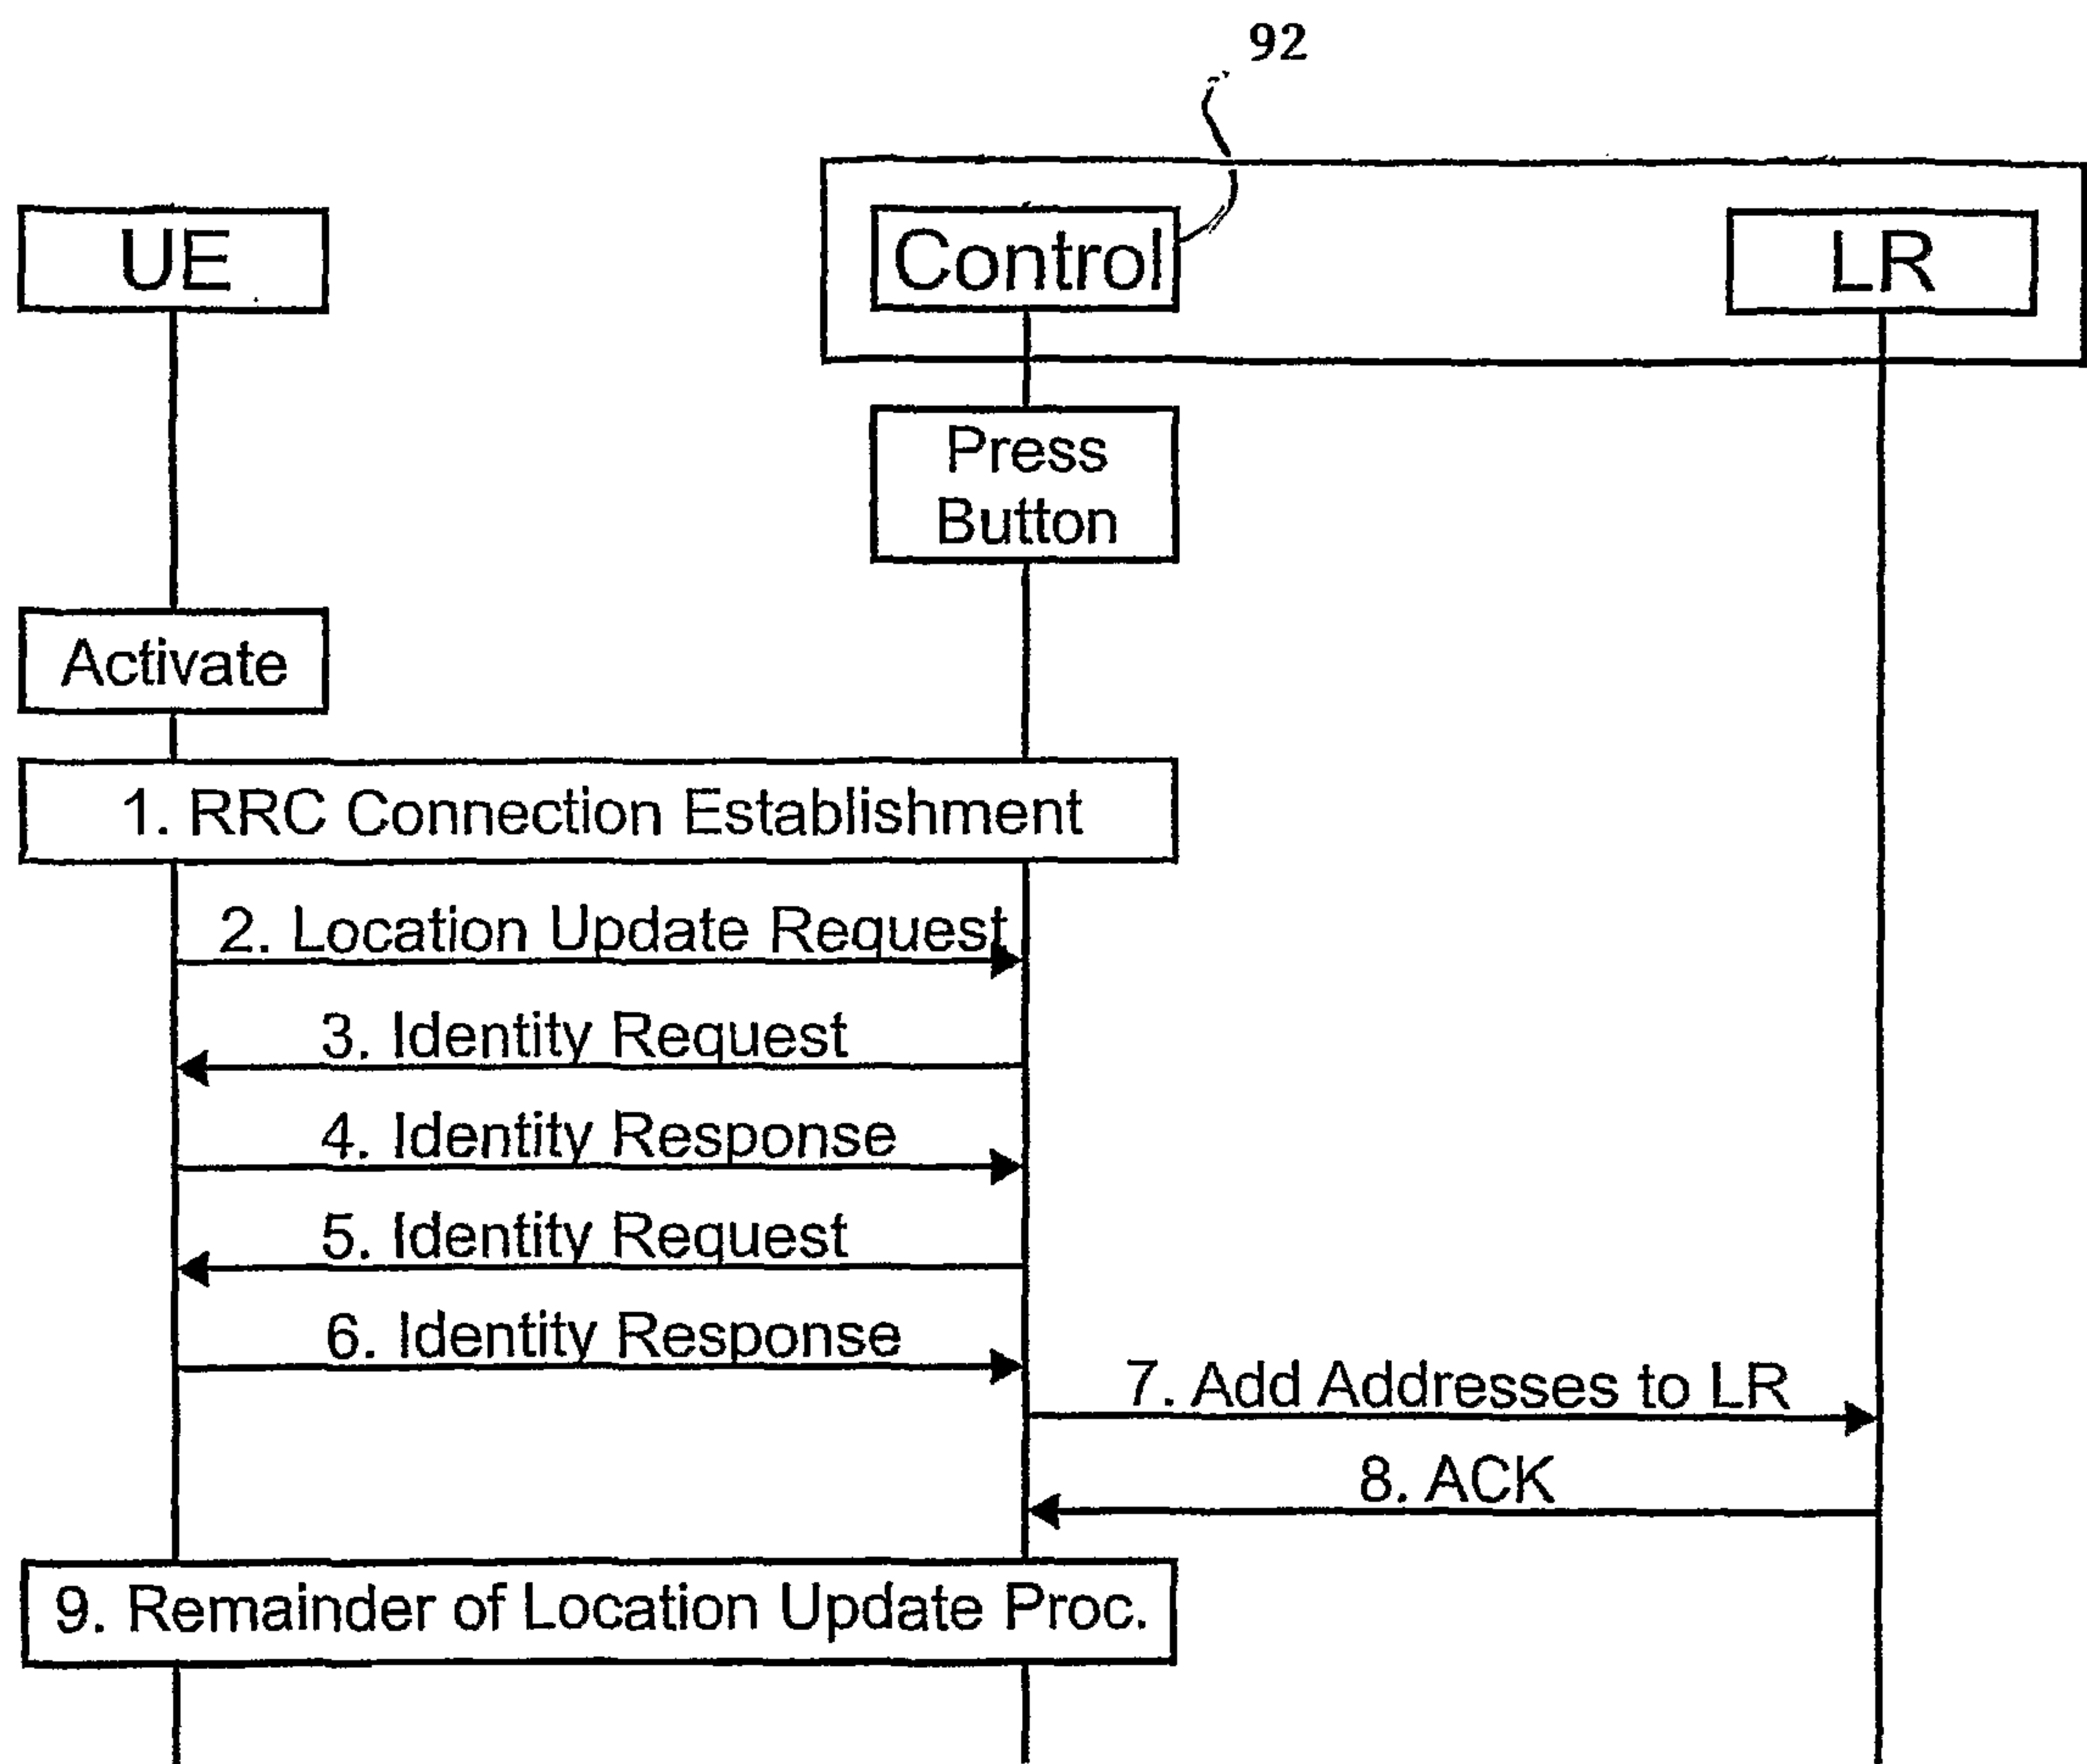 92
UE
Control
LR
Press
Button
Activate
1. RRC Connection Establishment
2. Location Update Request
3. Identity Request
4. Identity Response
5. Identity Request
6. Identity Response
7. Add Addresses to LR
8. ACK
9. Remainder of Location Update Proc.